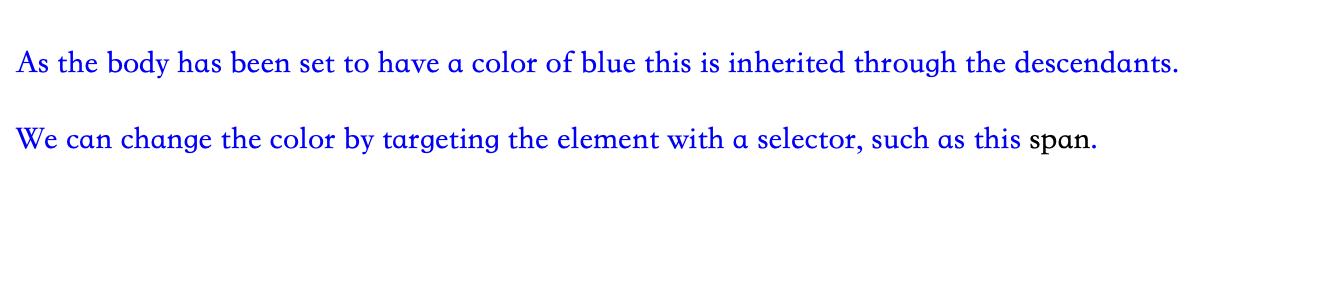 As the body has been set to have a color of blue this is inherited through the descendants.
We can change the color by targeting the element with a selector, such as this span.